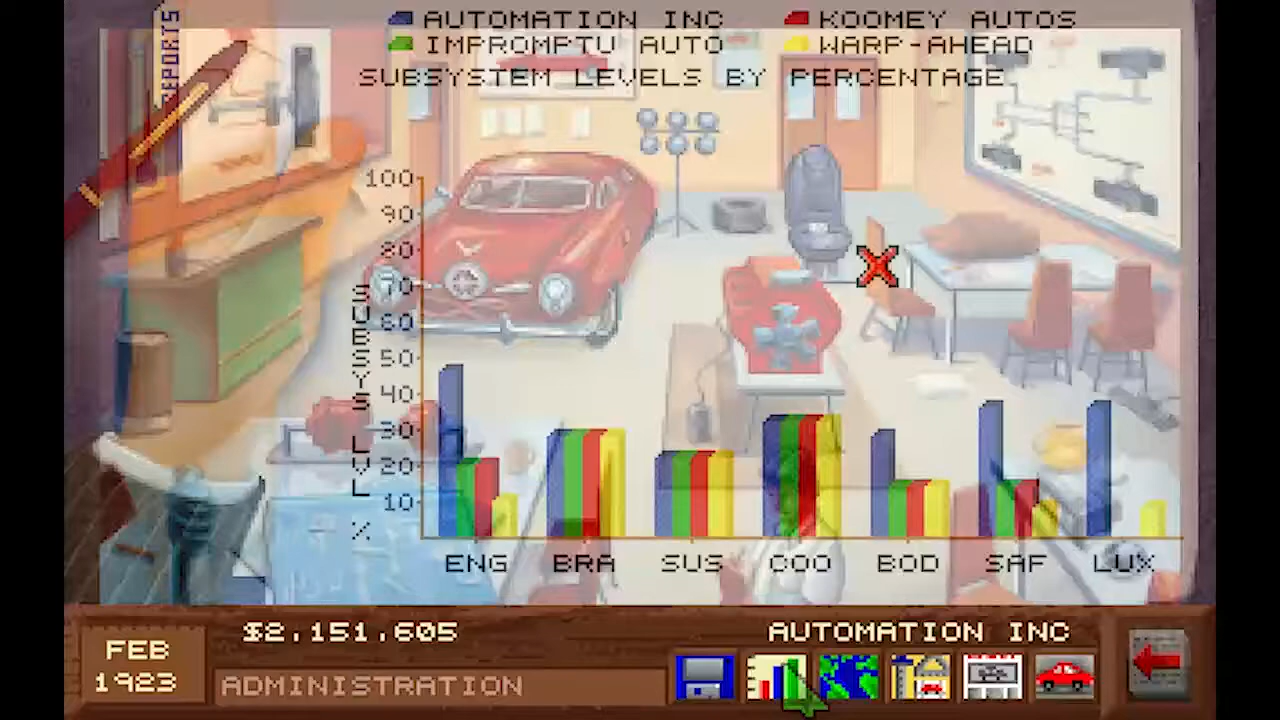 REPORTS
AUTOMATION INC
KOOMEY AUTOS
IMPROMPTU AUTO
WARP-AHEAD
SUBSYSTEM LEVELS BY PERCENTAGE
100
90
80
70
60
50
40
30
20
10
SUBSYS LVL %
ENG BRA SUS COO BOD SAF LUX
$2,151,605
AUTOMATION INC
FEB
1923
ADMINISTRATION